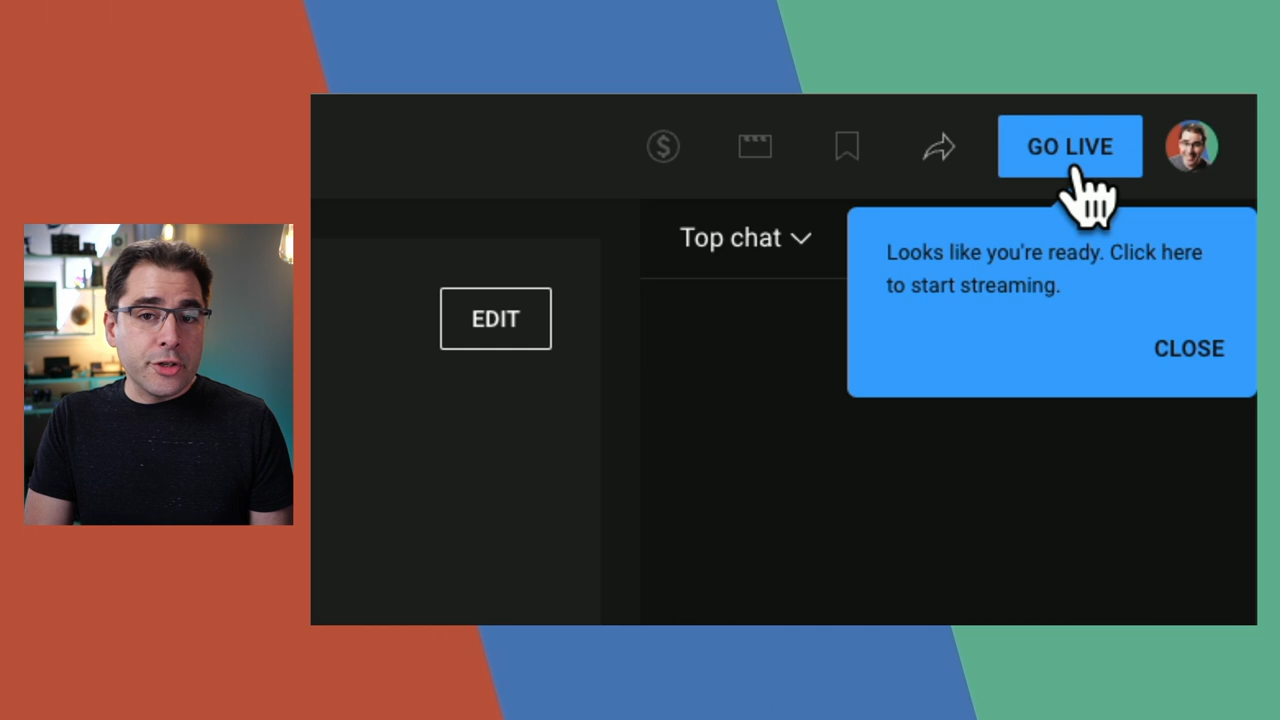 $
GO LIVE
Top chat
Looks like you're ready. Click here
to start streaming.
EDIT
CLOSE